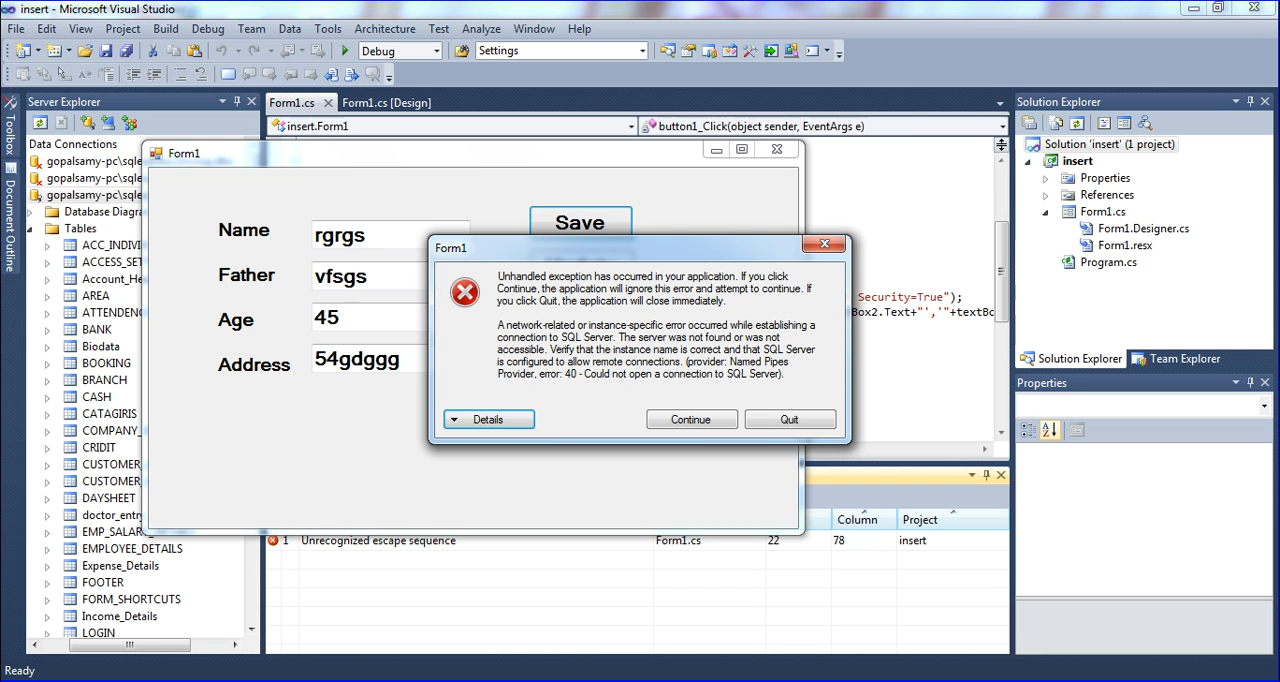 insert - Microsoft Visual Studio
File Edit View Project Build Debug Team Data Tools Architecture Test Analyze Window Help
Debug Settings
Server Explorer
Form1.cs Form1.cs [Design]
Solution Explorer
insert.Form1 button1_Click(object sender, EventArgs e)
Toolbox
Document Outline
Data Connections
gopalsamy-pc\sqle
gopalsamy-pc\sqle
gopalsamy-pc\sqle
Database Diagra
Tables
ACC_INDIVI
ACCESS_SET
Account_He
AREA
ATTENDENC
BANK
Biodata
BOOKING
BRANCH
CASH
CATAGIRIS
COMPANY_
CRIDIT
CUSTOMER_
CUSTOMER_
DAYSHEET
doctor_entry
EMP_SALARY
EMPLOYEE_DETAILS
Expense_Details
FOOTER
FORM_SHORTCUTS
Income_Details
LOGIN
Form1
Name rgrgs Save
Father vfsgs
Age 45
Address 54gdggg
Form1
Unhandled exception has occurred in your application. If you click
Continue, the application will ignore this error and attempt to continue. If
you click Quit, the application will close immediately.
A network-related or instance-specific error occurred while establishing a
connection to SQL Server. The server was not found or was not
accessible. Verify that the instance name is correct and that SQL Server
is configured to allow remote connections. (provider: Named Pipes
Provider, error: 40 - Could not open a connection to SQL Server).
Details Continue Quit
Security=True");
Box2.Text+"','"+textBo
Column Project
1 Unrecognized escape sequence Form1.cs 22 78 insert
Solution 'insert' (1 project)
insert
Properties
References
Form1.cs
Form1.Designer.cs
Form1.resx
Program.cs
Solution Explorer Team Explorer
Properties
Ready